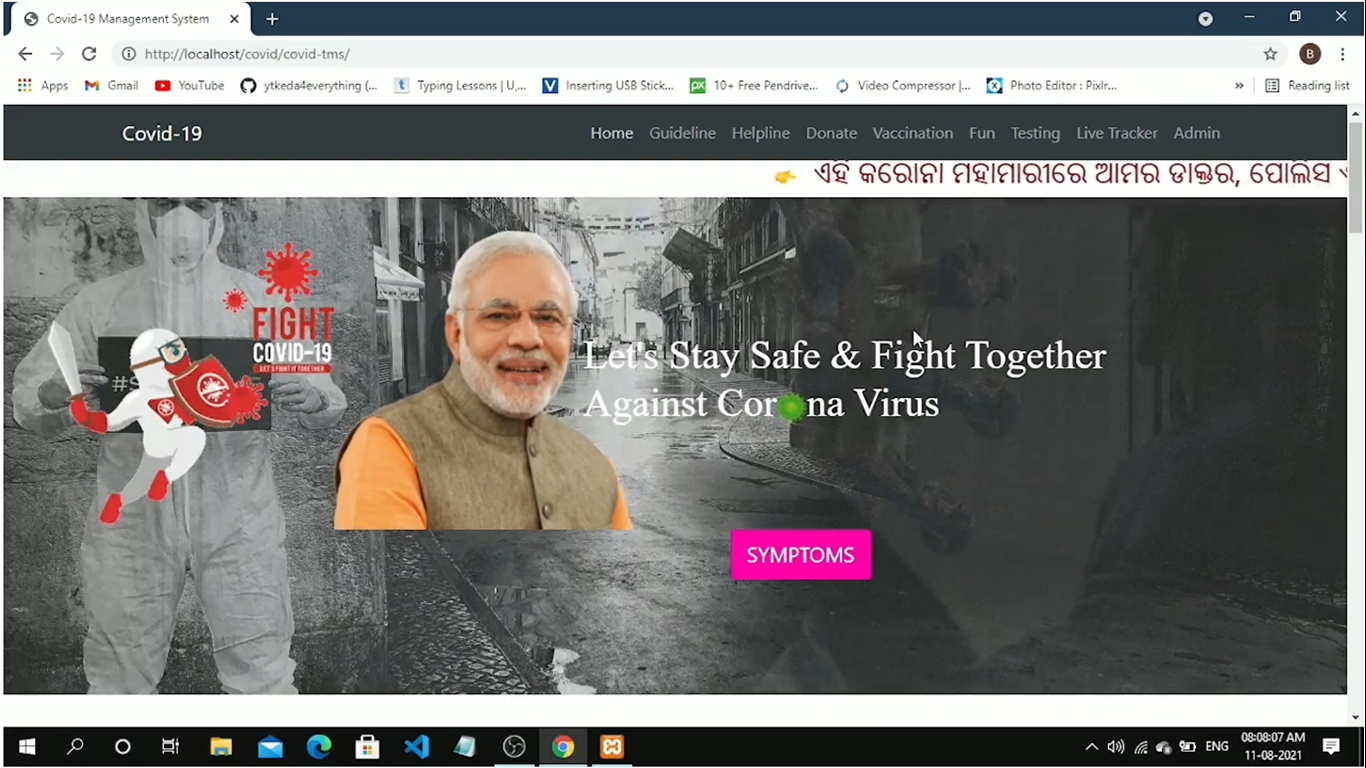 Covid-19 Management System
http://localhost/covid/covid-tms/
B
Apps
Gmail
YouTube
ytkeda4everything (...
Typing Lessons | U,...
Inserting USB Stick...
10+ Free Pendrive...
Video Compressor |...
Photo Editor : Pixlr...
Reading list
Covid-19
Home
Guideline
Helpline
Donate
Vaccination
Fun
Testing
Live Tracker
Admin
👉 ଏହି କରୋନା ମହାମାରୀରେ ଆମର ଡାକ୍ତର, ପୋଲିସ
FIGHT
COVID-19
LET'S FIGHT IT TOGETHER
Let's Stay Safe & Fight Together
Against Corona Virus
SYMPTOMS
ENG
08:08:07 AM
11-08-2021